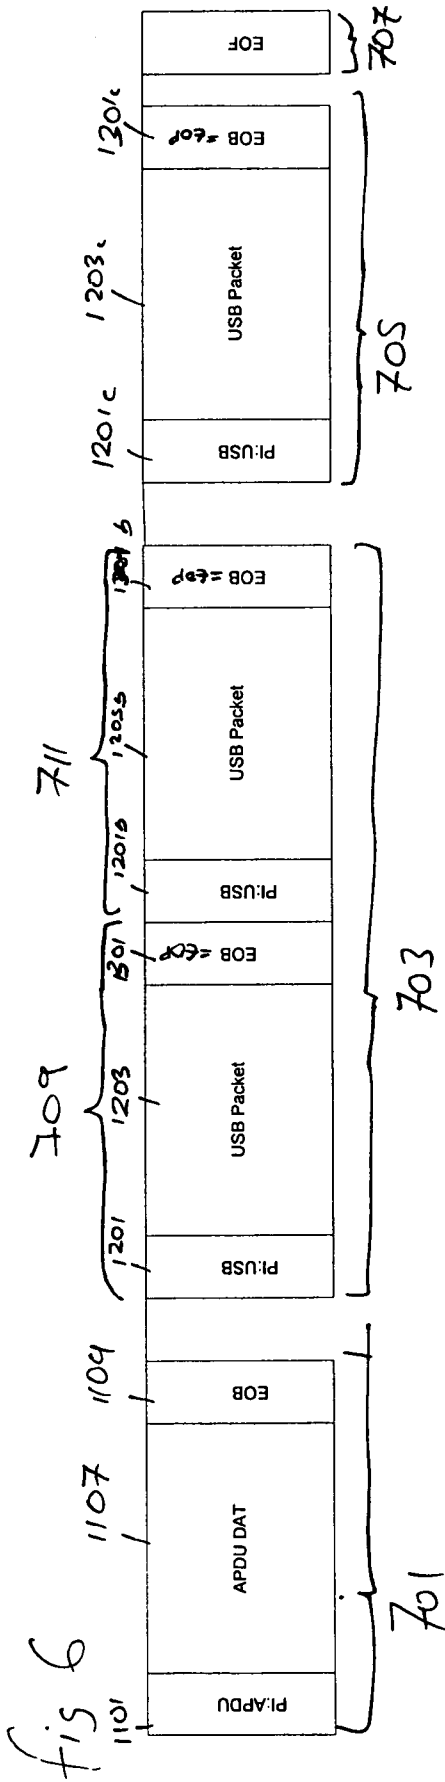 fig 6
709
711
1101
1107
1109
1201
1203
1301
1201b
1201c
1203c
1301c
PI:APDU
APDU DAT
EOB
PI:USB
USB Packet
EOB = EOP
PI:USB
USB Packet
EOB = EOP
PI:USB
USB Packet
EOB = EOP
EOF
701
703
705
707